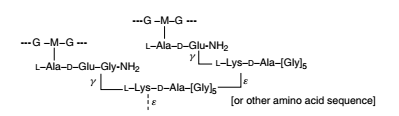 ---G –M–G ---
---G –M–G ---
L–Ala–D–Glu-NH₂
γ
L–Ala–D–Glu–Gly-NH₂
L–Lys–D–Ala–[Gly]₅
γ
ε
L–Lys–D–Ala–[Gly]₅
ε
[or other amino acid sequence]